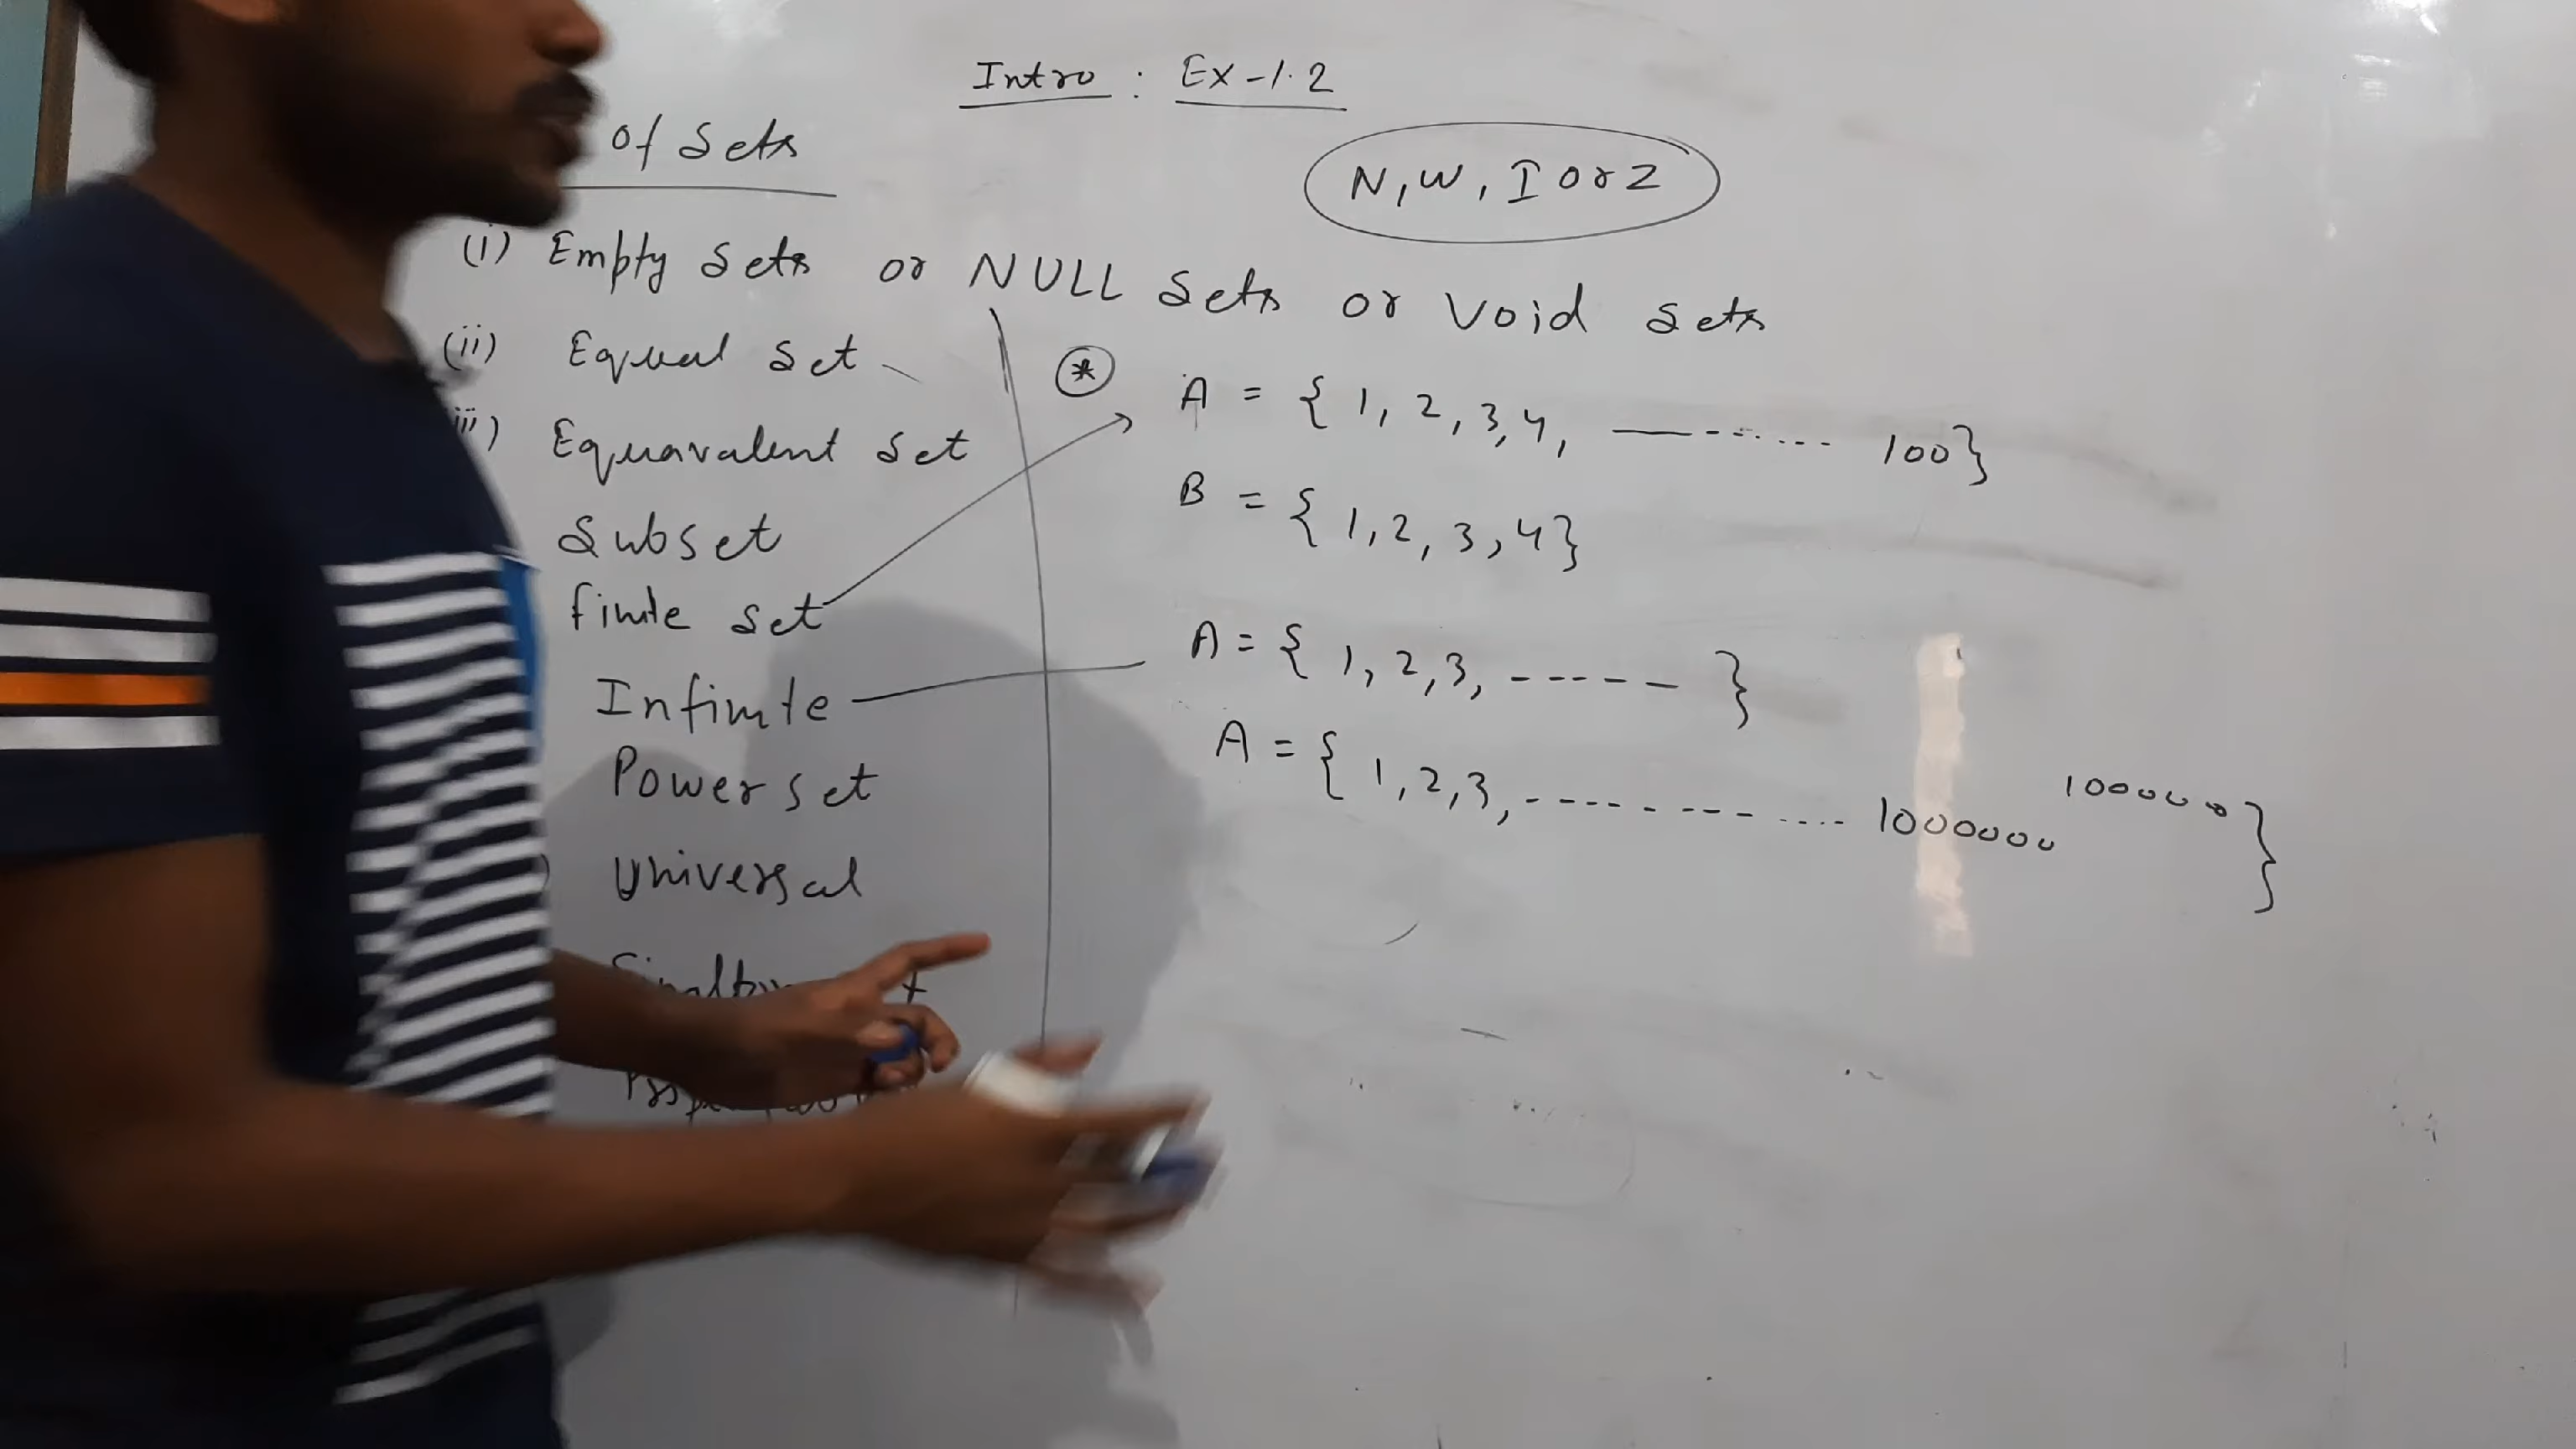 Intro : Ex-1.2
of Sets
N, W, I or Z
(i) Empty Sets or NULL Sets or Void Sets
(ii) Equal Set
iii) Equavalent Set
Subset
finite set
Infinite
Power set
Universal
* A = { 1, 2, 3, 4, ———------- 100}
B = { 1, 2, 3, 4}
A = { 1, 2, 3, ------ }
A = { 1, 2, 3, -------------- 1000000 100000 }